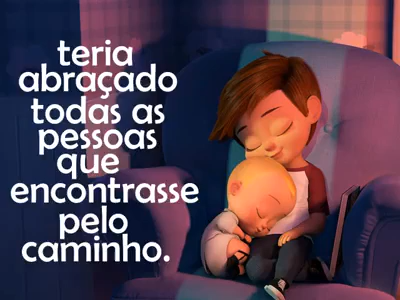 teria
abraçado
todas as
pessoas
que
encontrasse
pelo
caminho.